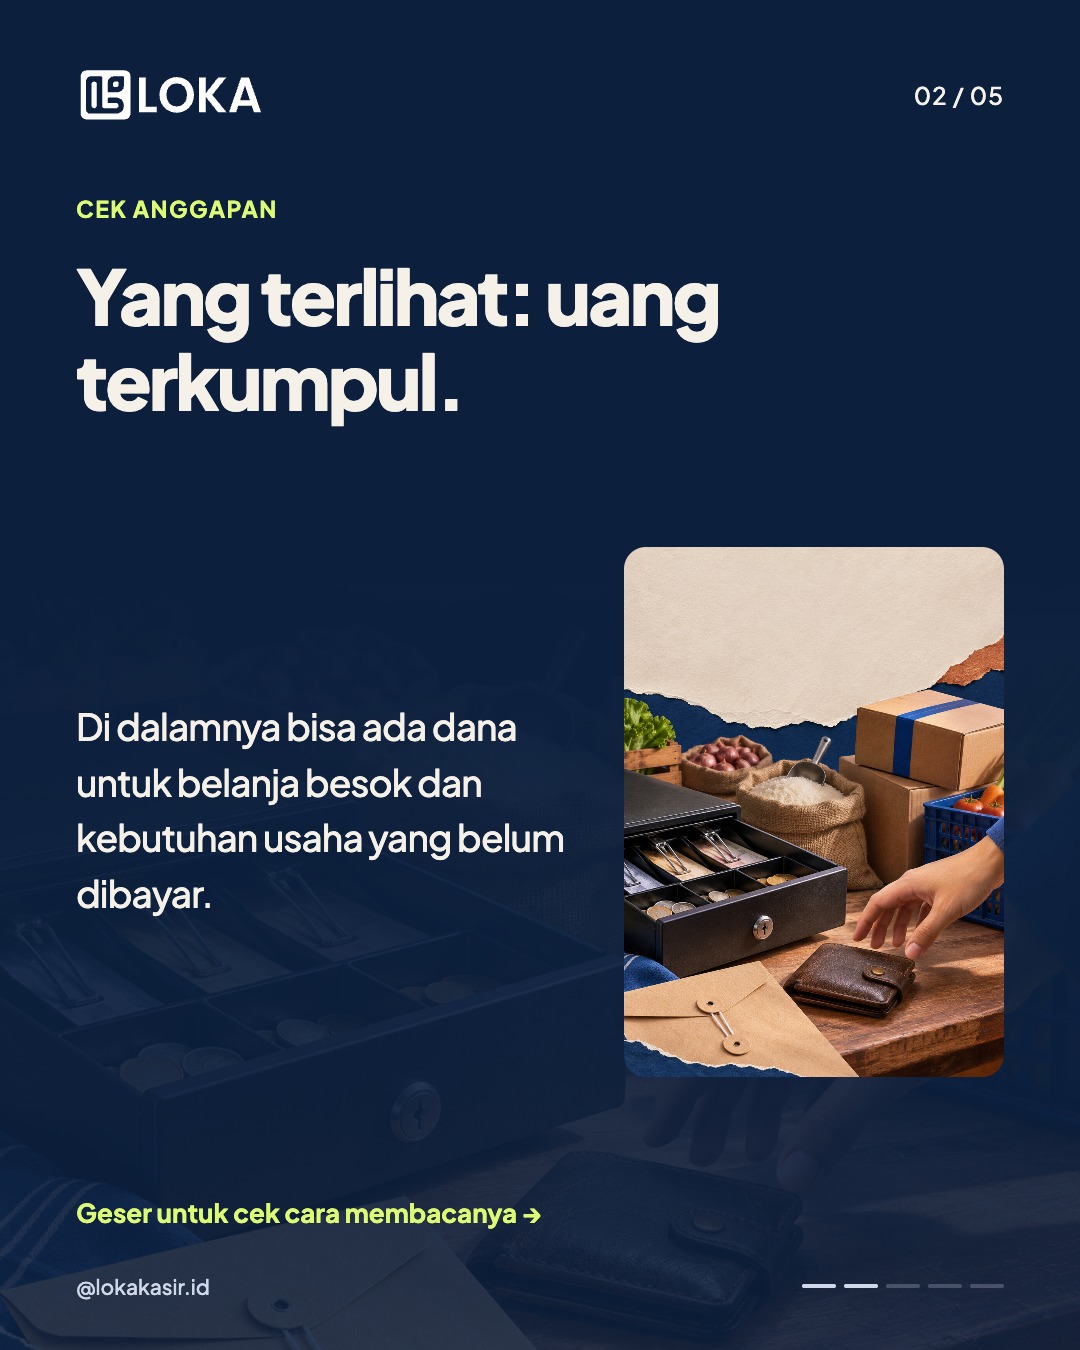 LOKA
02 / 05
CEK ANGGAPAN
Yang terlihat: uang
terkumpul.
Di dalamnya bisa ada dana
untuk belanja besok dan
kebutuhan usaha yang belum
dibayar.
Geser untuk cek cara membacanya →
@lokakasir.id